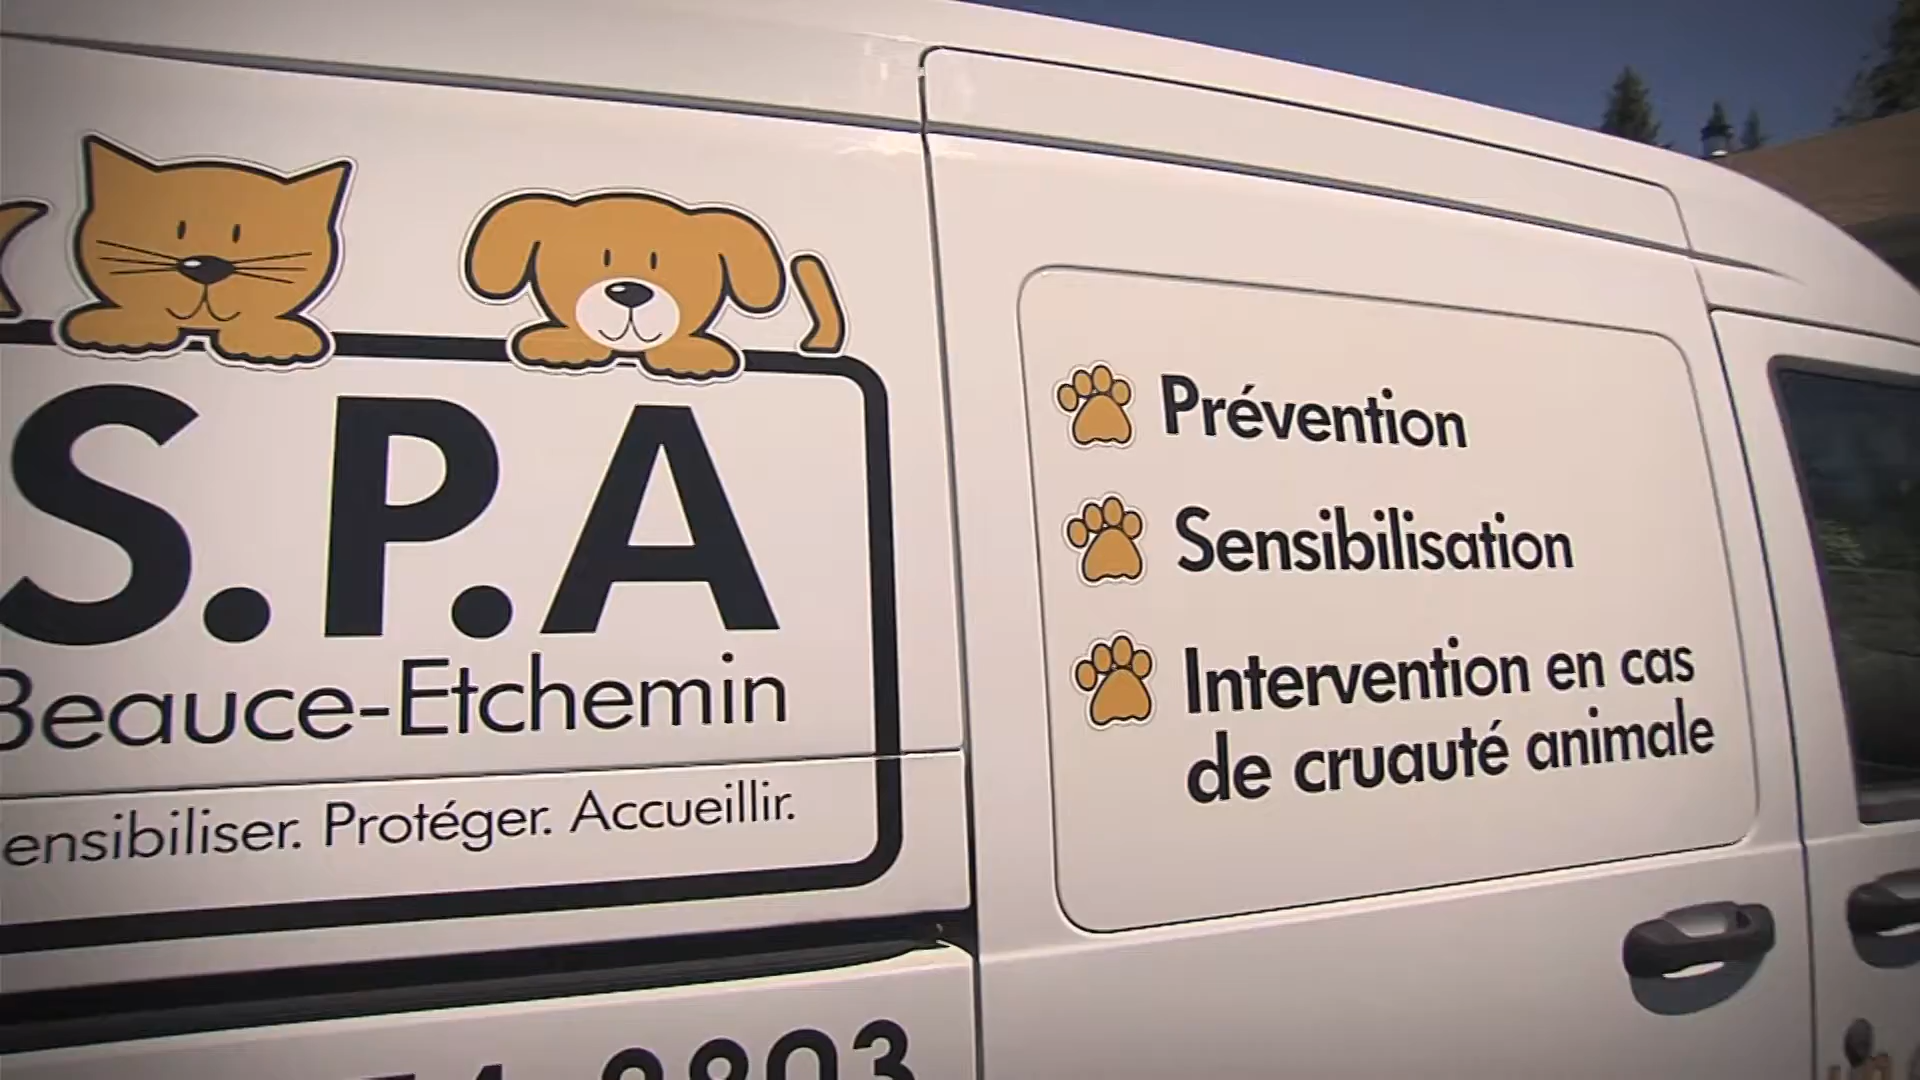 S.P.A
Beauce-Etchemin
ensibiliser. Protéger. Accueillir.
Prévention
Sensibilisation
Intervention en cas
de cruauté animale